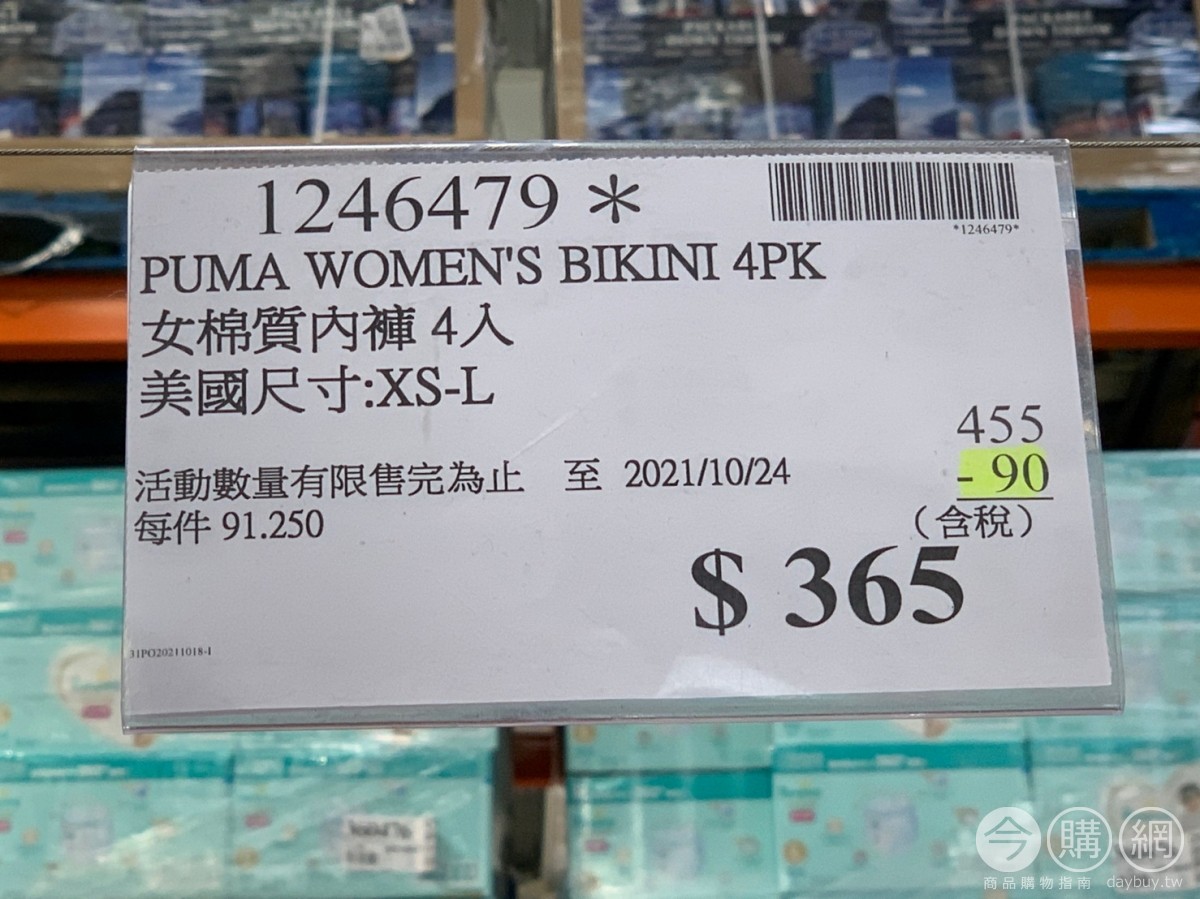 1246479 *
*1246479*
PUMA WOMEN'S BIKINI 4PK
女棉質內褲 4入
美國尺寸:XS-L
455
活動數量有限售完為止 至 2021/10/24
- 90
每件 91.250
(含稅)
$ 365
31PO20211018-1
今購網
商品購物指南 daybuy.tw